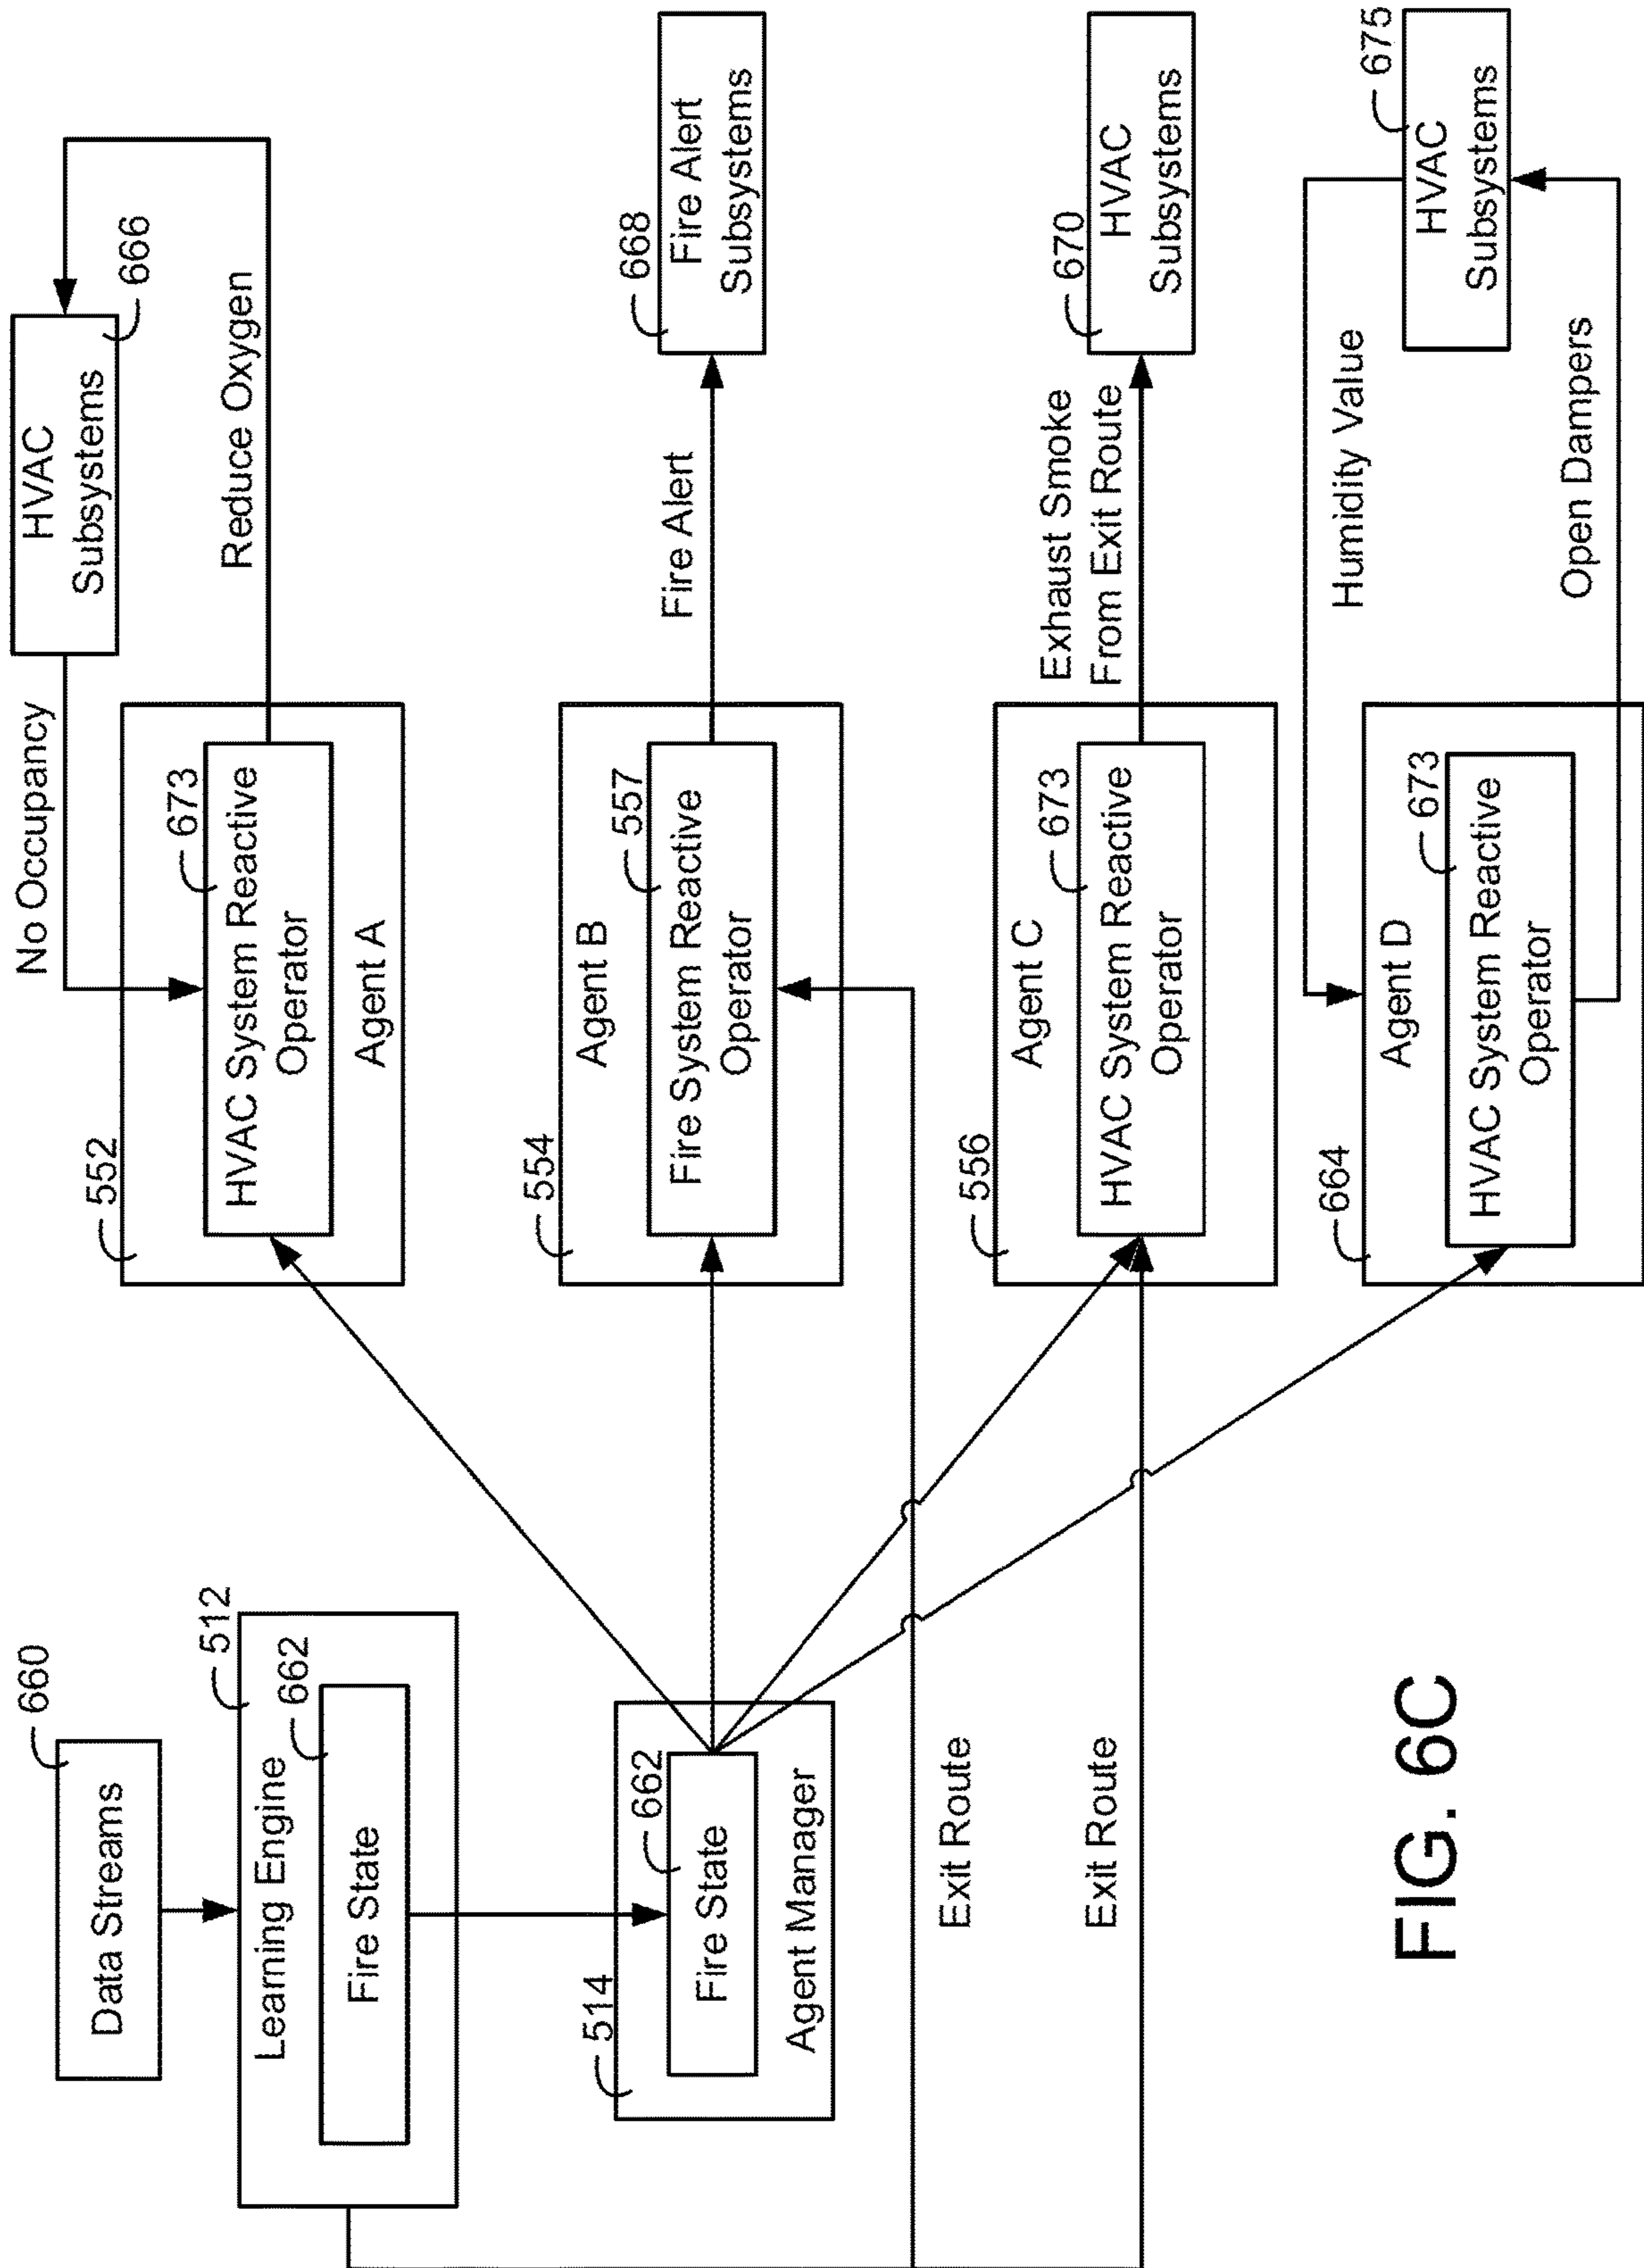 660
Data Streams
512
Learning Engine
662
Fire State
514
662
Fire State
Agent Manager
Exit Route
Exit Route
552
673
HVAC System Reactive
Operator
Agent A
No Occupancy
HVAC
Subsystems
666
Reduce Oxygen
554
Agent B
557
Fire System Reactive
Operator
Fire Alert
668
Fire Alert
Subsystems
556
Agent C
673
HVAC System Reactive
Operator
Exhaust Smoke
From Exit Route
670
HVAC
Subsystems
664
Agent D
673
HVAC System Reactive
Operator
Humidity Value
Open Dampers
675
HVAC
Subsystems
FIG. 6C